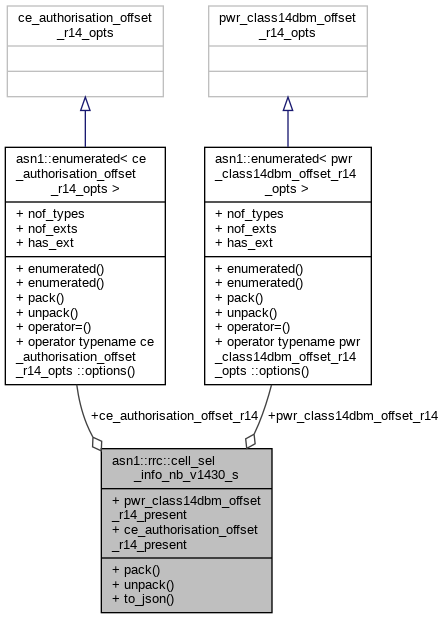 ce_authorisation_offset
_r14_opts
pwr_class14dbm_offset
_r14_opts
asn1::enumerated< ce
_authorisation_offset
_r14_opts >
+ nof_types
+ nof_exts
+ has_ext
+ enumerated()
+ enumerated()
+ pack()
+ unpack()
+ operator=()
+ operator typename ce
_authorisation_offset
_r14_opts ::options()
asn1::enumerated< pwr
_class14dbm_offset_r14
_opts >
+ nof_types
+ nof_exts
+ has_ext
+ enumerated()
+ enumerated()
+ pack()
+ unpack()
+ operator=()
+ operator typename pwr
_class14dbm_offset_r14
_opts ::options()
+ce_authorisation_offset_r14
+pwr_class14dbm_offset_r14
asn1::rrc::cell_sel
_info_nb_v1430_s
+ pwr_class14dbm_offset
_r14_present
+ ce_authorisation_offset
_r14_present
+ pack()
+ unpack()
+ to_json()